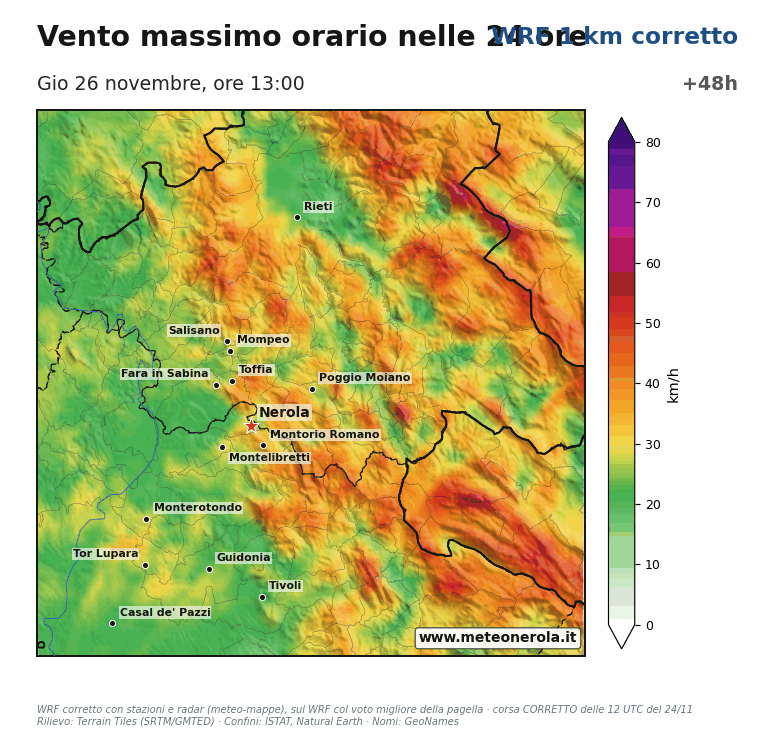 Vento massimo orario nelle 24 ore
WRF 1 km corretto
Gio 26 novembre, ore 13:00
+48h
Rieti
Salisano
Mompeo
Fara in Sabina
Toffia
Poggio Moiano
Nerola
Montorio Romano
Montelibretti
Monterotondo
Tor Lupara
Guidonia
Tivoli
Casal de' Pazzi
www.meteonerola.it
80
70
60
50
40
30
20
10
0
km/h
WRF corretto con stazioni e radar (meteo-mappe), sul WRF col voto migliore della pagella · corsa CORRETTO delle 12 UTC del 24/11
Rilievo: Terrain Tiles (SRTM/GMTED) · Confini: ISTAT, Natural Earth · Nomi: GeoNames